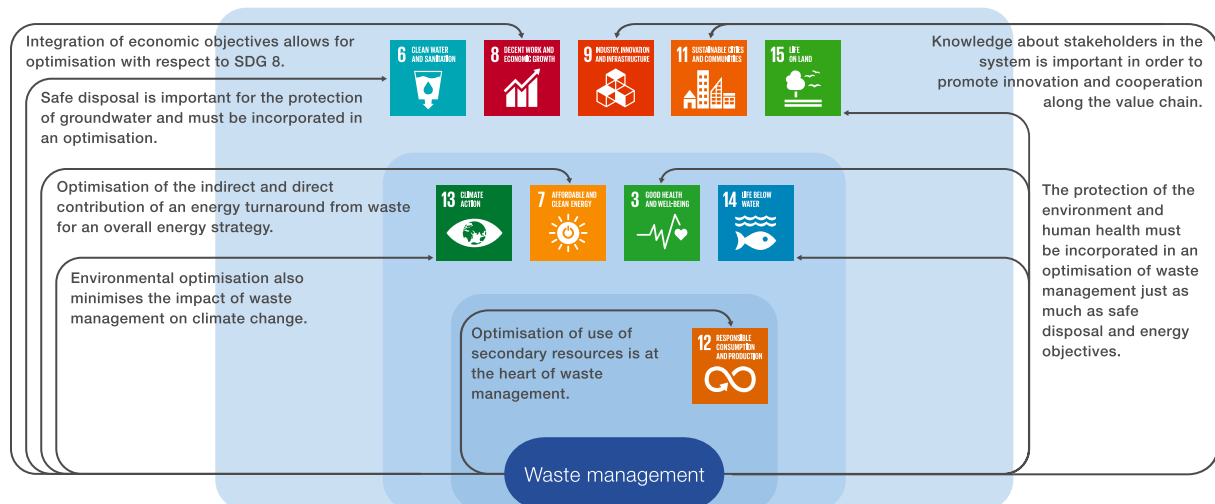 Integration of economic objectives allows for
optimisation with respect to SDG 8.
Safe disposal is important for the protection
of groundwater and must be incorporated in
an optimisation.
6 CLEAN WATER
AND SANITATION
8 DECENT WORK AND
ECONOMIC GROWTH
9 INDUSTRY, INNOVATION
AND INFRASTRUCTURE
11 SUSTAINABLE CITIES
AND COMMUNITIES
15 LIFE
ON LAND
Knowledge about stakeholders in the
system is important in order to
promote innovation and cooperation
along the value chain.
Optimisation of the indirect and direct
contribution of an energy turnaround from waste
for an overall energy strategy.
13 CLIMATE
ACTION
7 AFFORDABLE AND
CLEAN ENERGY
3 GOOD HEALTH
AND WELL-BEING
14 LIFE BELOW
WATER
The protection of the
environment and
human health must
be incorporated in an
optimisation of waste
management just as
much as safe
disposal and energy
objectives.
Environmental optimisation also
minimises the impact of waste
management on climate change.
Optimisation of use of
secondary resources is at
the heart of waste
management.
12 RESPONSIBLE
CONSUMPTION
AND PRODUCTION
Waste management